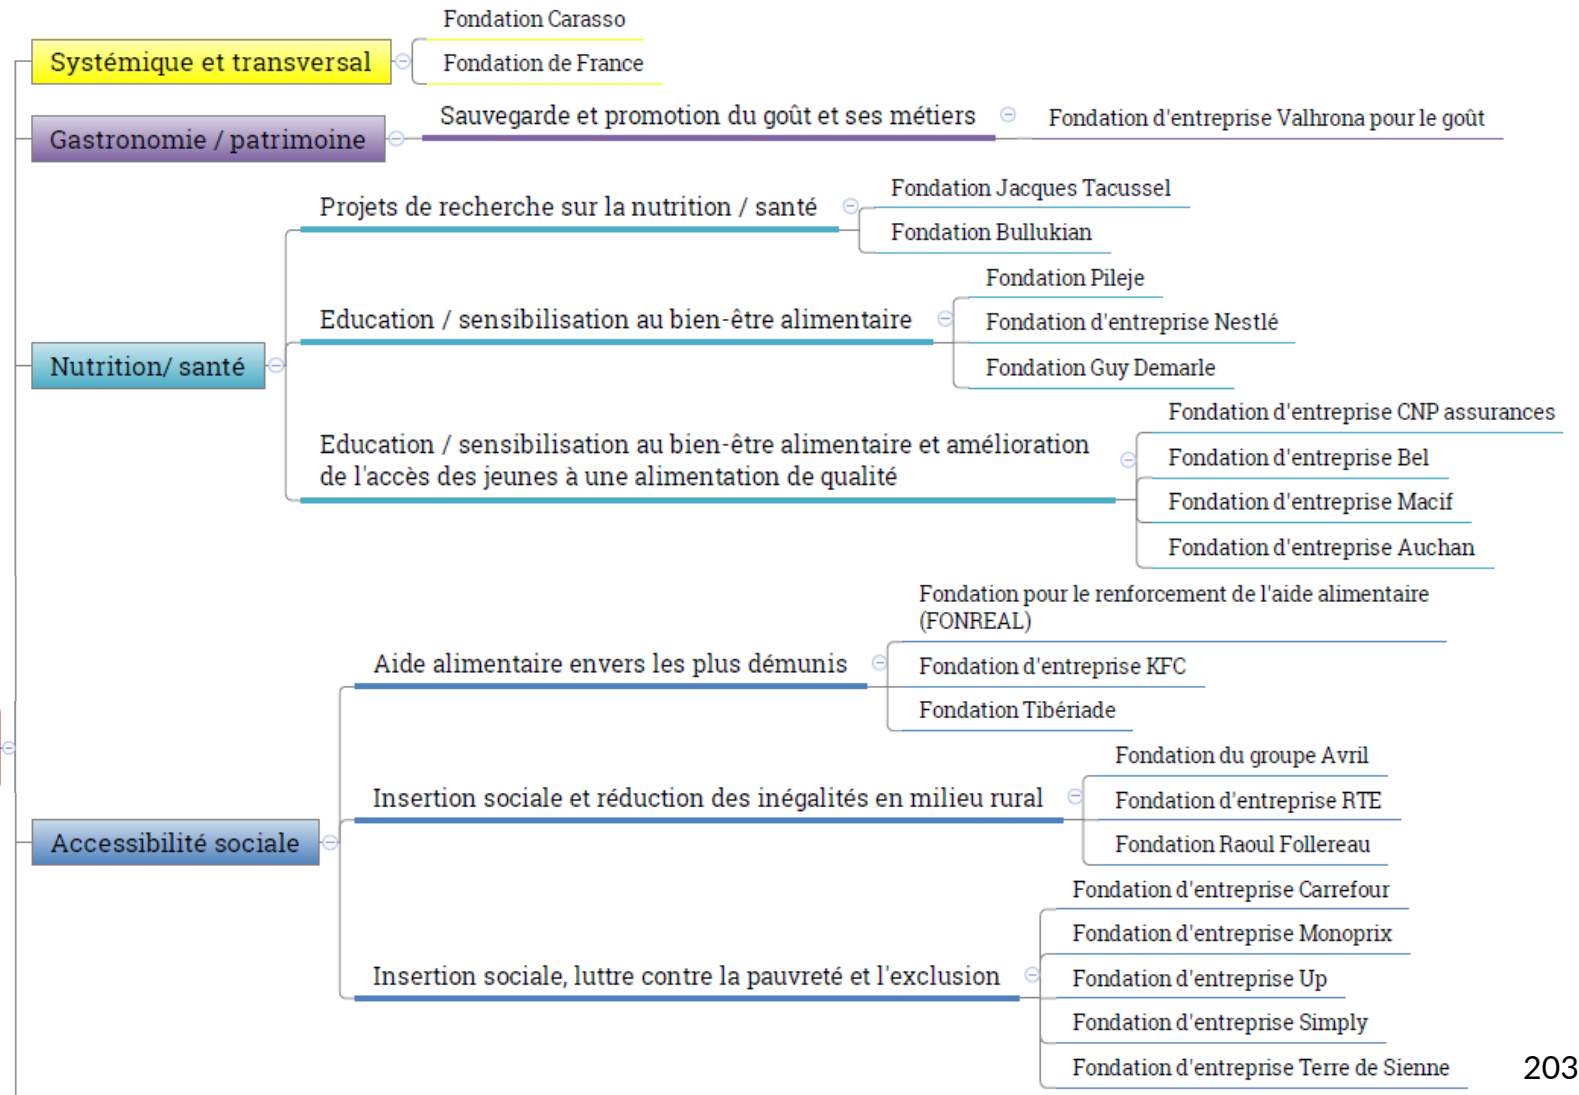 Systémique et transversal
Fondation Carasso
Fondation de France
Gastronomie / patrimoine
Sauvegarde et promotion du goût et ses métiers
Fondation d'entreprise Valhrona pour le goût
Nutrition/ santé
Projets de recherche sur la nutrition / santé
Fondation Jacques Tacussel
Fondation Bullukian
Education / sensibilisation au bien-être alimentaire
Fondation Pileje
Fondation d'entreprise Nestlé
Fondation Guy Demarle
Education / sensibilisation au bien-être alimentaire et amélioration
de l'accès des jeunes à une alimentation de qualité
Fondation d'entreprise CNP assurances
Fondation d'entreprise Bel
Fondation d'entreprise Macif
Fondation d'entreprise Auchan
Accessibilité sociale
Aide alimentaire envers les plus démunis
Fondation pour le renforcement de l'aide alimentaire
(FONREAL)
Fondation d'entreprise KFC
Fondation Tibériade
Insertion sociale et réduction des inégalités en milieu rural
Fondation du groupe Avril
Fondation d'entreprise RTE
Fondation Raoul Follereau
Insertion sociale, luttre contre la pauvreté et l'exclusion
Fondation d'entreprise Carrefour
Fondation d'entreprise Monoprix
Fondation d'entreprise Up
Fondation d'entreprise Simply
Fondation d'entreprise Terre de Sienne
203